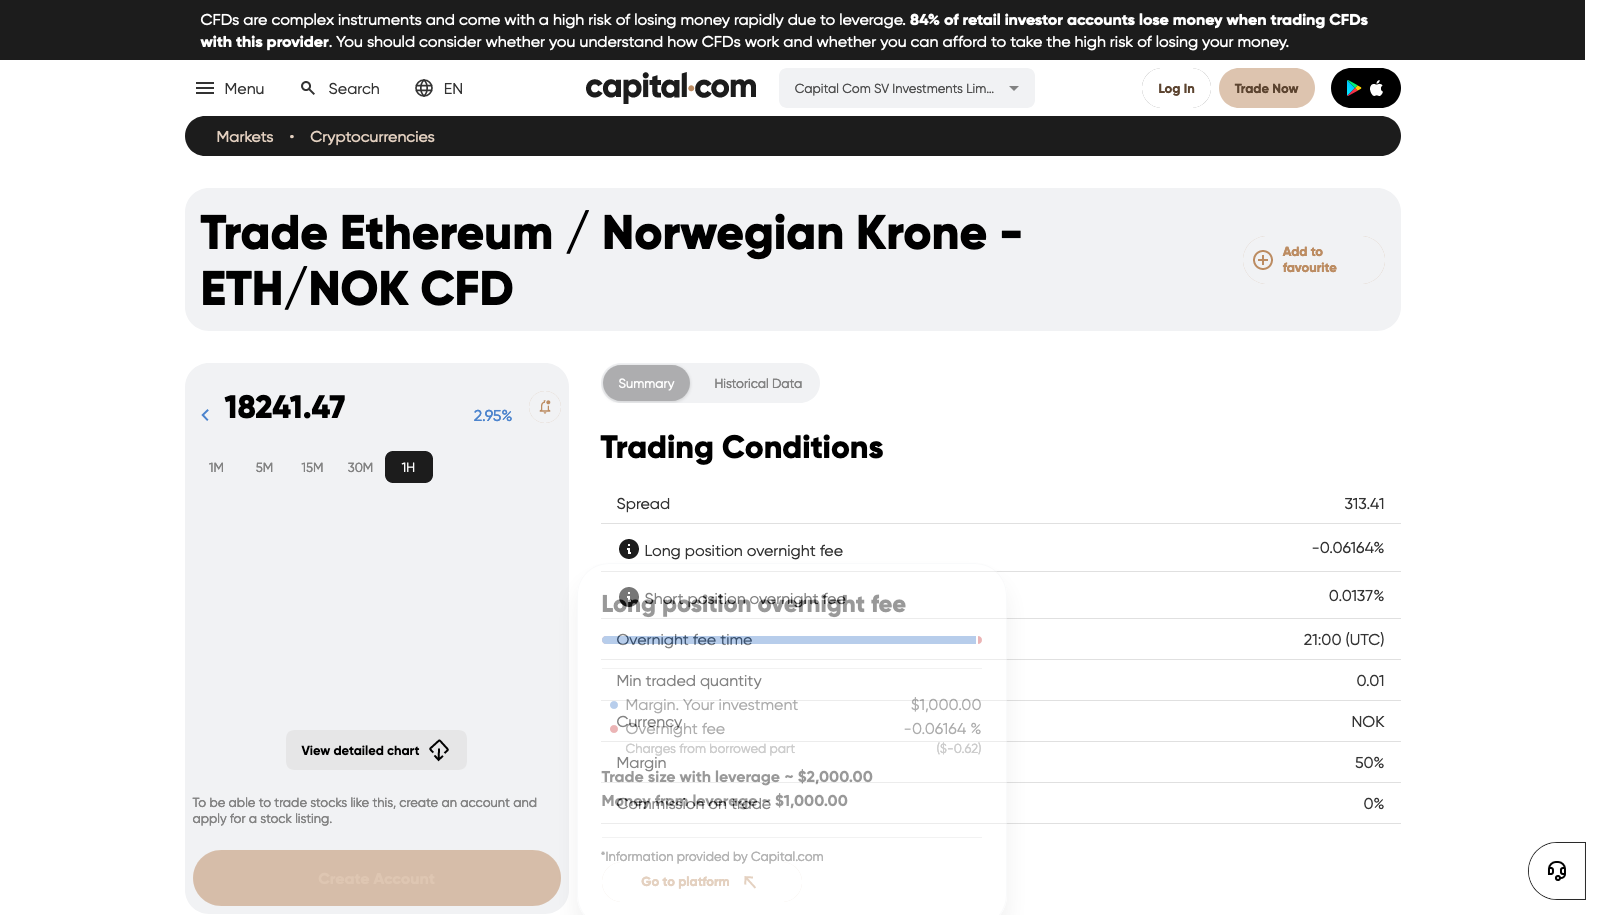 CFDs are complex instruments and come with a high risk of losing money rapidly due to leverage. 84% of retail investor accounts lose money when trading CFDs
with this provider. You should consider whether you understand how CFDs work and whether you can afford to take the high risk of losing your money.
Menu Search EN capital.com Capital Com SV Investments Lim... Log In Trade Now
Markets • Cryptocurrencies
Trade Ethereum / Norwegian Krone -
ETH/NOK CFD
Add to
favourite
18241.47 2.95%
1M 5M 15M 30M 1H
View detailed chart
To be able to trade stocks like this, create an account and
apply for a stock listing.
Create Account
Summary Historical Data
Trading Conditions
Spread 313.41
Long position overnight fee -0.06164%
Short position overnight fee 0.0137%
Overnight fee time 21:00 (UTC)
Min traded quantity 0.01
Currency NOK
Margin 50%
Commission on trade 0%
Long position overnight fee
Margin. Your investment $1,000.00
Overnight fee -0.06164 %
Charges from borrowed part ($-0.62)
Trade size with leverage ~ $2,000.00
Money from leverage ~ $1,000.00
*Information provided by Capital.com
Go to platform